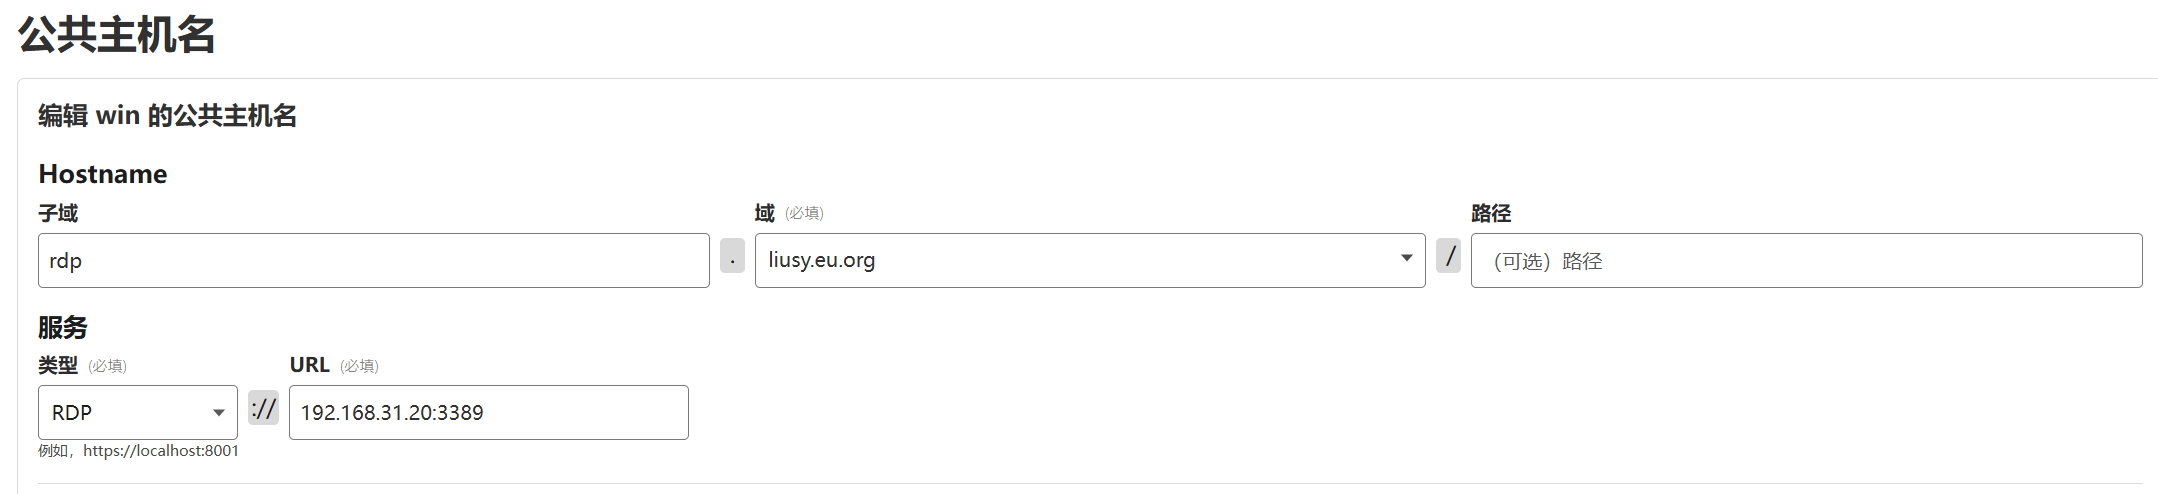 公共主机名
编辑 win 的公共主机名
Hostname
子域 域 (必填) 路径
rdp . liusy.eu.org / （可选）路径
服务
类型 (必填) URL (必填)
RDP :// 192.168.31.20:3389
例如，https://localhost:8001